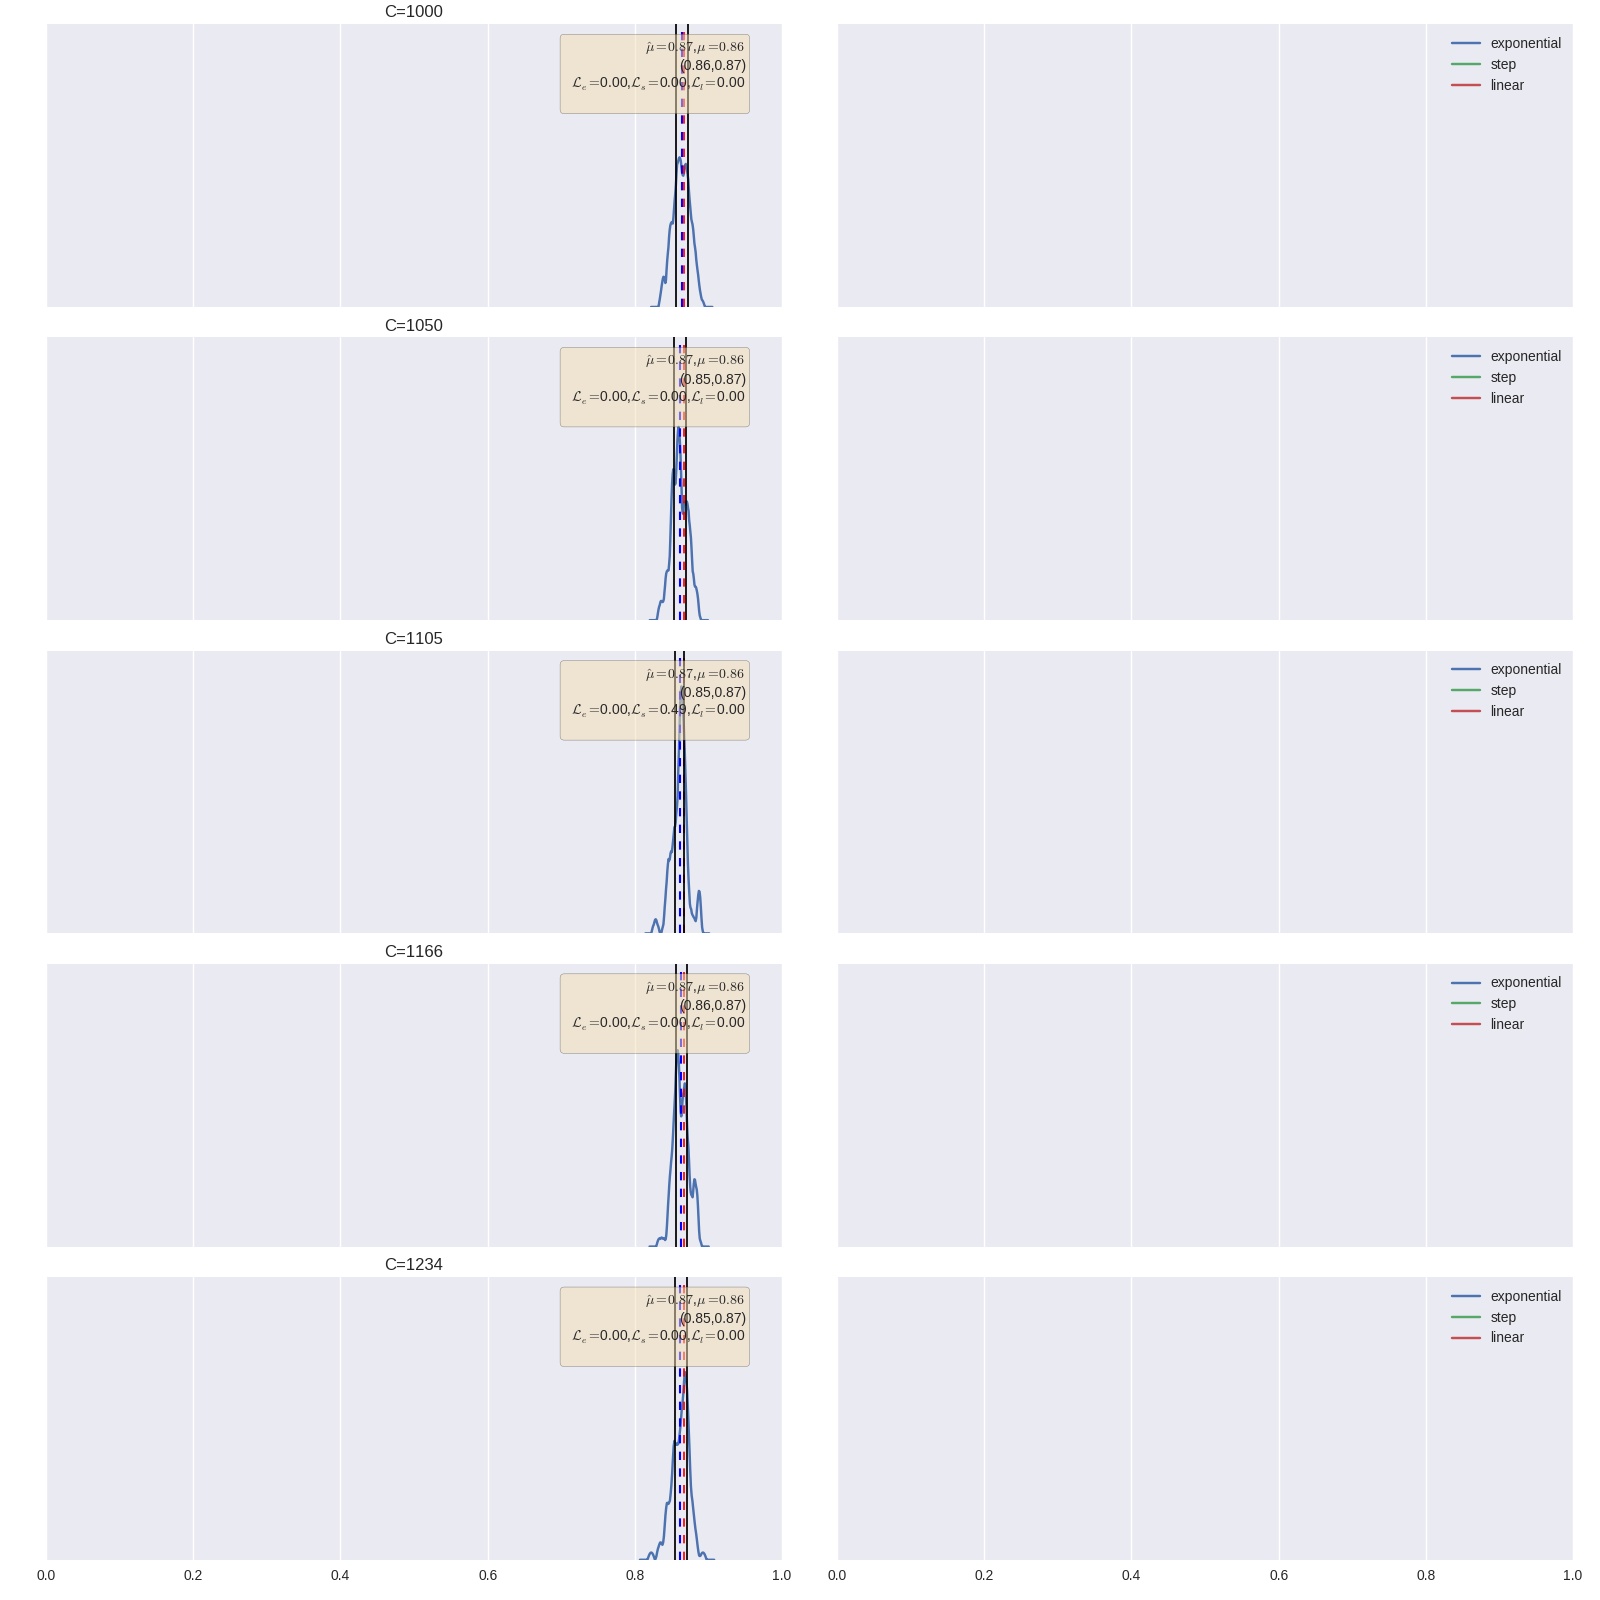 C=1000
μ̂=0.87,μ=0.86
(0.86,0.87)
ℒₑ=0.00,ℒₛ=0.00,ℒₗ=0.00
exponential
step
linear
C=1050
μ̂=0.87,μ=0.86
(0.85,0.87)
ℒₑ=0.00,ℒₛ=0.00,ℒₗ=0.00
exponential
step
linear
C=1105
μ̂=0.87,μ=0.86
(0.85,0.87)
ℒₑ=0.00,ℒₛ=0.49,ℒₗ=0.00
exponential
step
linear
C=1166
μ̂=0.87,μ=0.86
(0.86,0.87)
ℒₑ=0.00,ℒₛ=0.00,ℒₗ=0.00
exponential
step
linear
C=1234
μ̂=0.87,μ=0.86
(0.85,0.87)
ℒₑ=0.00,ℒₛ=0.00,ℒₗ=0.00
exponential
step
linear
0.0 0.2 0.4 0.6 0.8 1.0
0.0 0.2 0.4 0.6 0.8 1.0